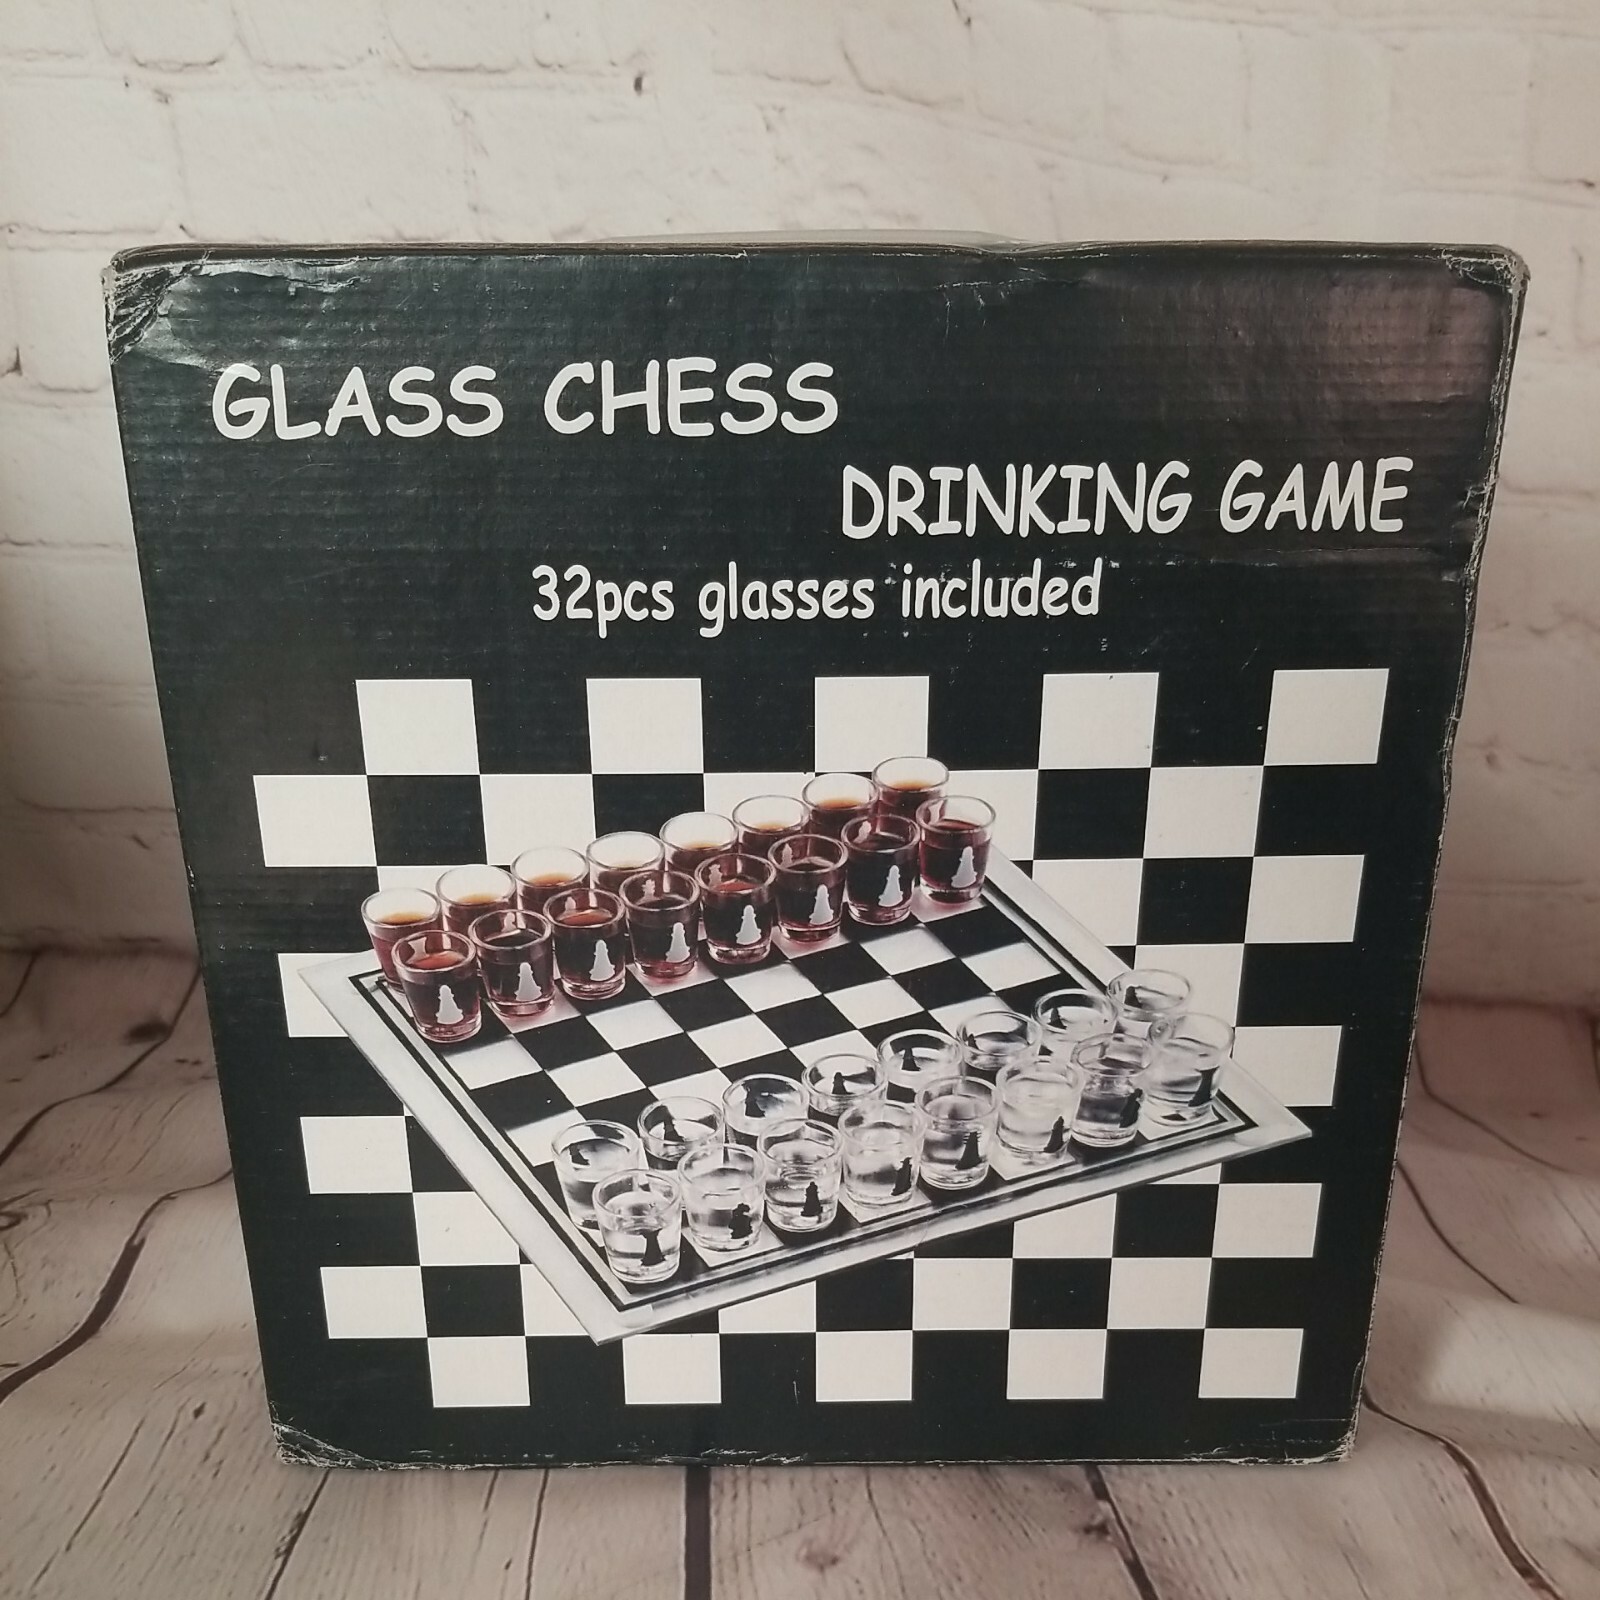 GLASS CHESS
DRINKING GAME
32pcs glasses included